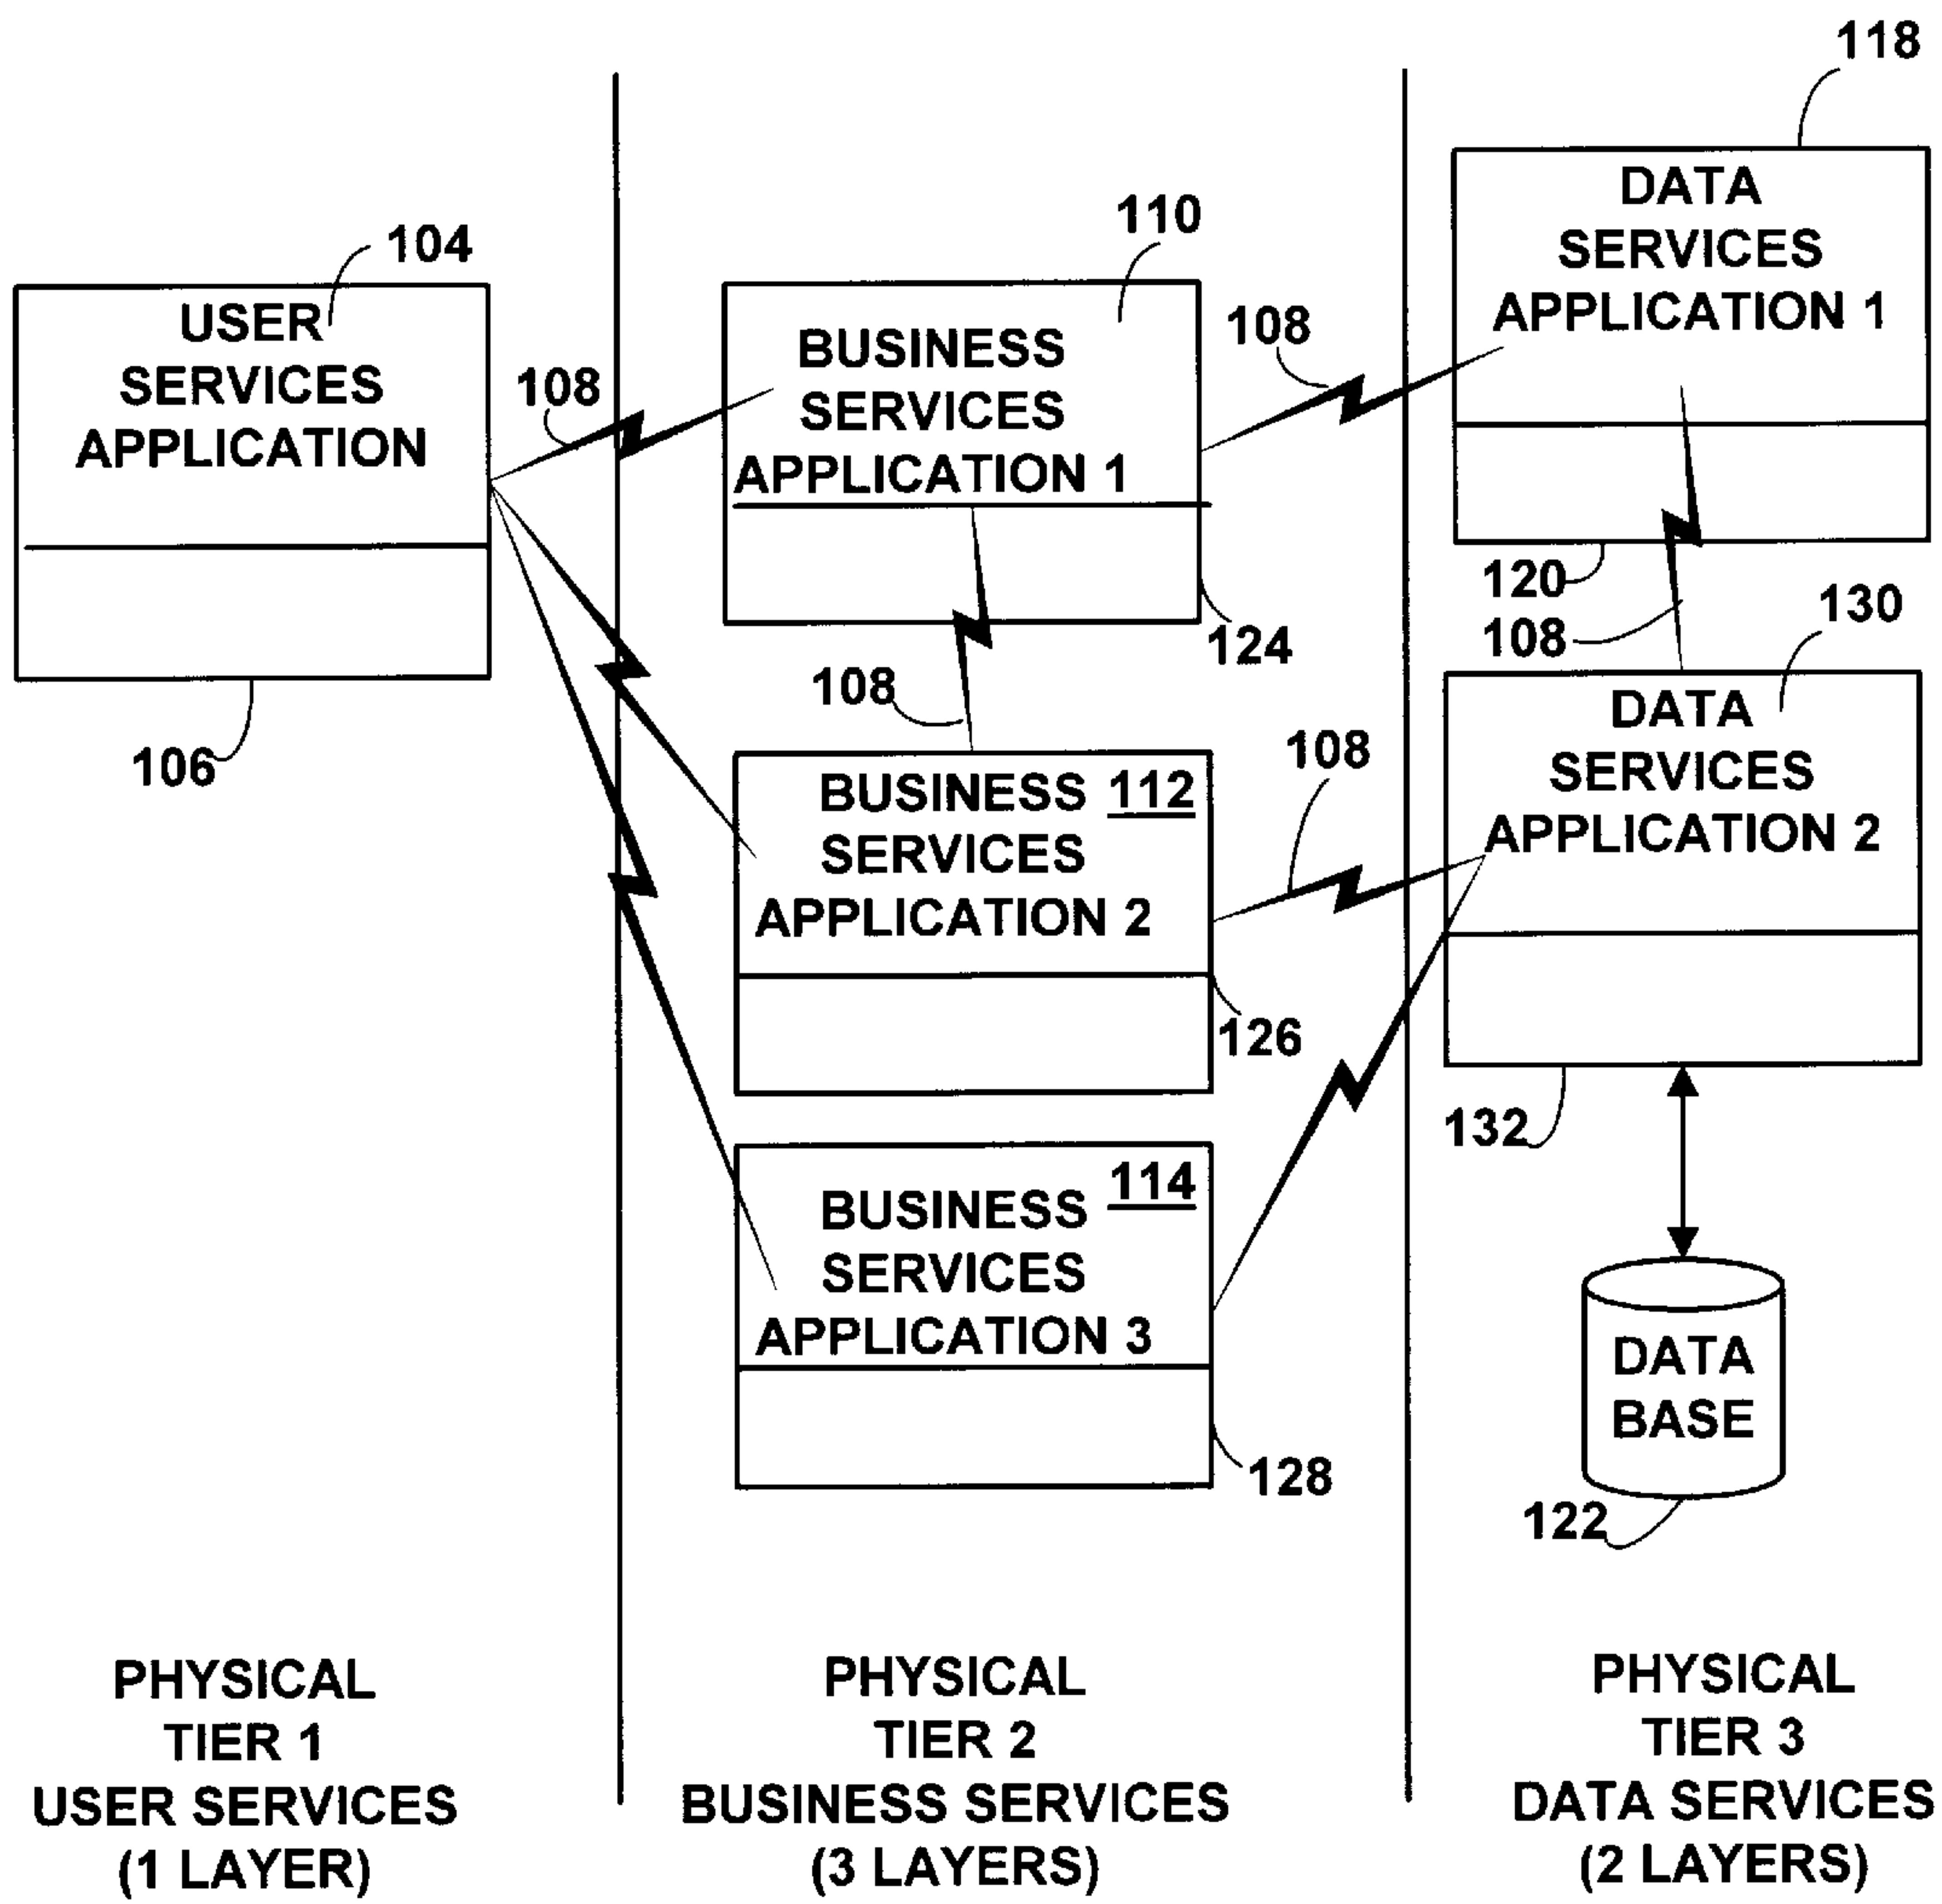 104
USER
SERVICES
APPLICATION
106
108
110
BUSINESS
SERVICES
APPLICATION 1
124
108
108
BUSINESS 112
SERVICES
APPLICATION 2
126
108
BUSINESS 114
SERVICES
APPLICATION 3
128
118
DATA
SERVICES
APPLICATION 1
120
108
130
DATA
SERVICES
APPLICATION 2
132
DATA
BASE
122
PHYSICAL
TIER 1
USER SERVICES
(1 LAYER)
PHYSICAL
TIER 2
BUSINESS SERVICES
(3 LAYERS)
PHYSICAL
TIER 3
DATA SERVICES
(2 LAYERS)